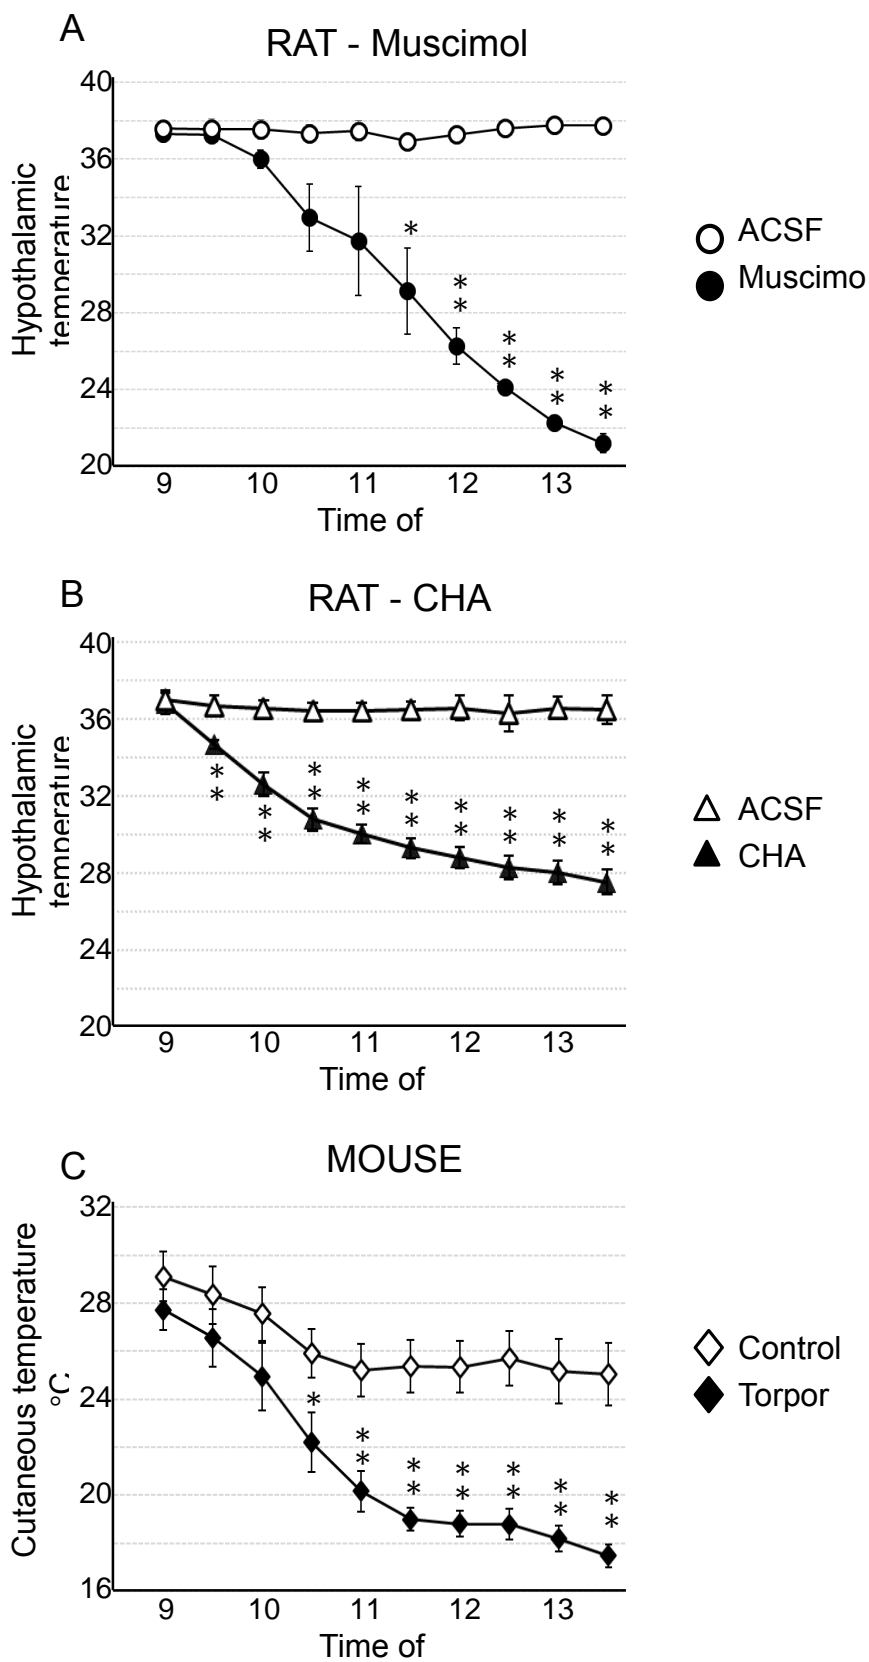 A
RAT - Muscimol
40
36
32
28
24
20
Hypothalamic
temperature
* ** ** ** **
9 10 11 12 13
Time of
ACSF
Muscimo
B
RAT - CHA
40
36
32
28
24
20
Hypothalamic
temperature
** ** ** ** ** ** ** ** **
9 10 11 12 13
Time of
ACSF
CHA
C
MOUSE
32
28
24
20
16
Cutaneous temperature
°C
* ** ** ** ** ** **
9 10 11 12 13
Time of
Control
Torpor